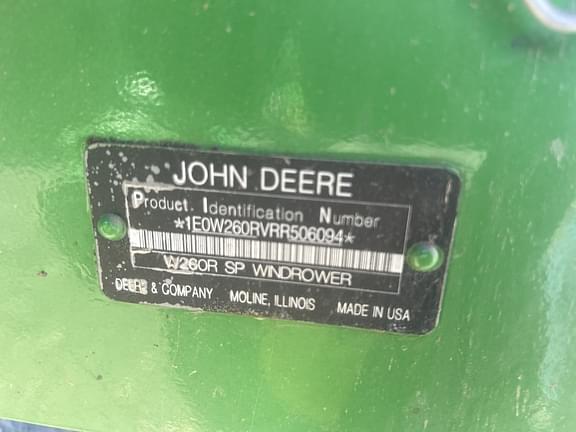 JOHN DEERE
Product Identification Number
*1E0W260RVRR506094*
W260R SP WINDROWER
DEERE & COMPANY MOLINE, ILLINOIS MADE IN USA